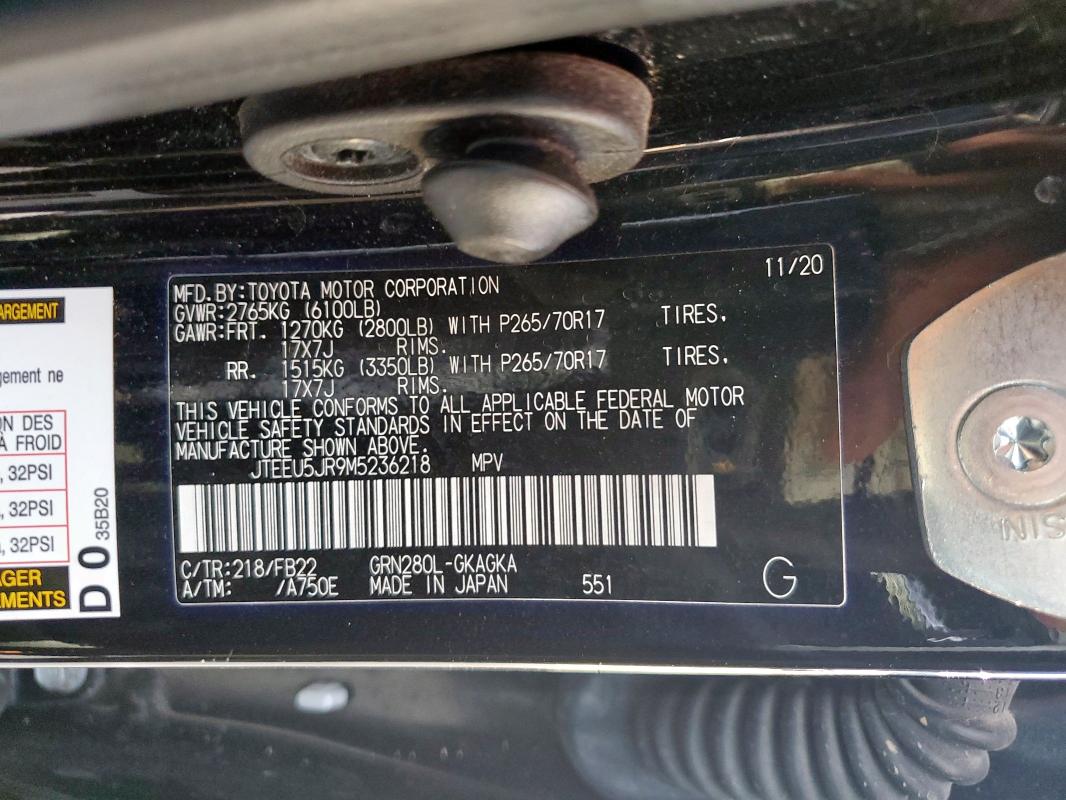 11/20
MFD.BY:TOYOTA MOTOR CORPORATION
GVWR:2765KG (6100LB)
GAWR:FRT. 1270KG (2800LB) WITH P265/70R17 TIRES,
17X7J RIMS.
RR. 1515KG (3350LB) WITH P265/70R17 TIRES,
17X7J RIMS.
THIS VEHICLE CONFORMS TO ALL APPLICABLE FEDERAL MOTOR
VEHICLE SAFETY STANDARDS IN EFFECT ON THE DATE OF
MANUFACTURE SHOWN ABOVE.
JTEEU5JR9M5236218 MPV
C/TR:218/FB22 GRN280L-GKAGKA
A/TM: /A750E MADE IN JAPAN 551 G
ARGEMENT
gement ne
ON DES
À FROID
, 32PSI
, 32PSI
, 32PSI
AGER
EMENTS
D0 35B20
SIN